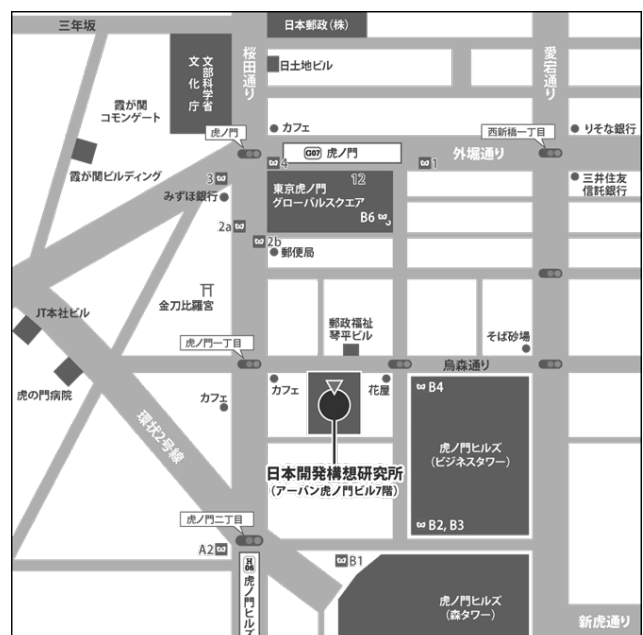 三年坂
日本郵政(株)
桜田通り
愛宕通り
文部科学省
文化庁
日土地ビル
霞が関
コモンゲート
虎ノ門
カフェ
西新橋一丁目
りそな銀行
G07 虎ノ門
外堀通り
4
1
霞が関ビルディング
3
みずほ銀行
東京虎ノ門
グローバルスクエア
12
B6
三井住友
信託銀行
2a
2b
郵便局
金刀比羅宮
JT本社ビル
郵政福祉
琴平ビル
そば砂場
虎ノ門一丁目
烏森通り
虎の門病院
カフェ
カフェ
花屋
B4
環状2号線
虎ノ門ヒルズ
(ビジネスタワー)
日本開発構想研究所
(アーバン虎ノ門ビル7階)
虎ノ門二丁目
B2, B3
A2
H06 虎ノ門ヒルズ
B1
虎ノ門ヒルズ
(森タワー)
新虎通り